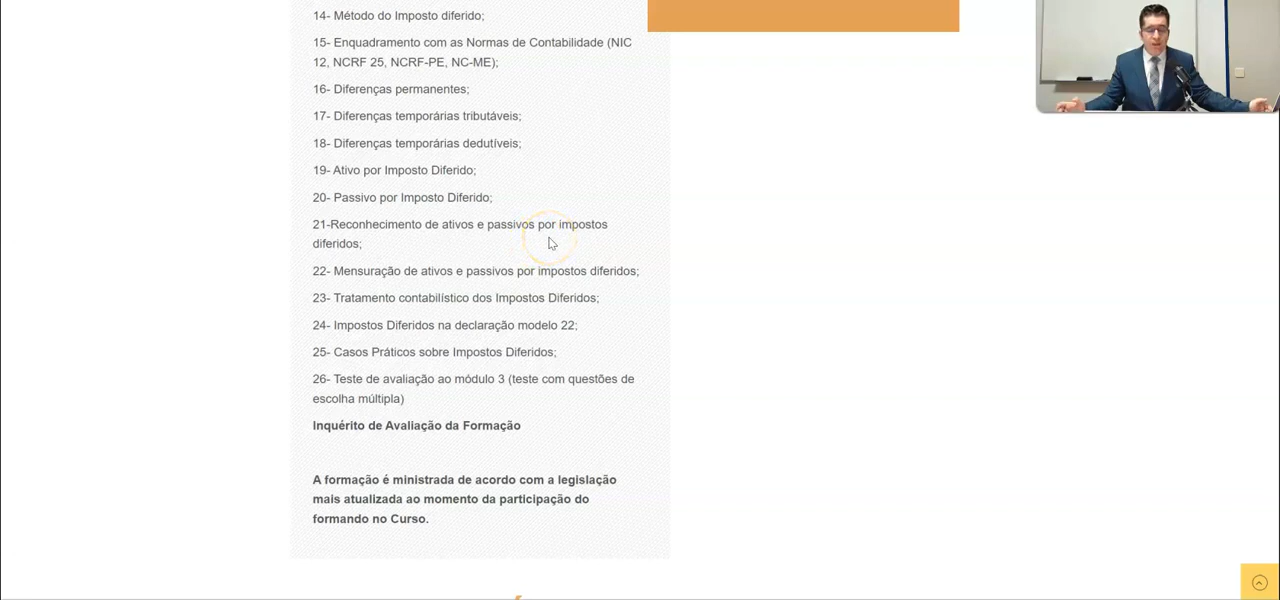 14- Método do Imposto diferido;
15- Enquadramento com as Normas de Contabilidade (NIC
12, NCRF 25, NCRF-PE, NC-ME);
16- Diferenças permanentes;
17- Diferenças temporárias tributáveis;
18- Diferenças temporárias dedutíveis;
19- Ativo por Imposto Diferido;
20- Passivo por Imposto Diferido;
21-Reconhecimento de ativos e passivos por impostos
diferidos;
22- Mensuração de ativos e passivos por impostos diferidos;
23- Tratamento contabilístico dos Impostos Diferidos;
24- Impostos Diferidos na declaração modelo 22;
25- Casos Práticos sobre Impostos Diferidos;
26- Teste de avaliação ao módulo 3 (teste com questões de
escolha múltipla)
Inquérito de Avaliação da Formação
A formação é ministrada de acordo com a legislação
mais atualizada ao momento da participação do
formando no Curso.